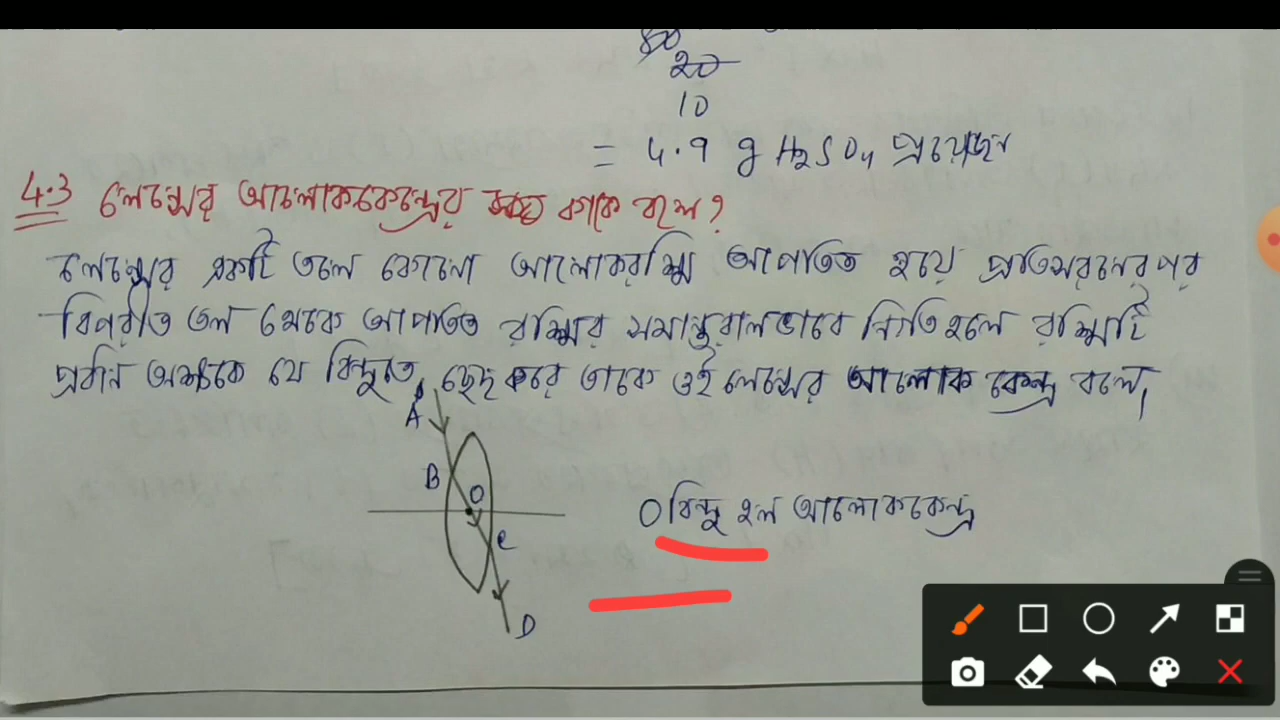 80
20
10
= 4.9 g H2SO4 প্রয়োজন
4.3 লেন্সের আলোককেন্দ্রের কাকে বলে?
লেন্সের একটি তলে কোনো আলোকরশ্মি আপতিত হয়ে প্রতিসরনের পর
বিপরীত তল থেকে আপতিত রশ্মির সমান্তরালভাবে নির্গত হলে রশ্মিটি
প্রধান অক্ষকে যে বিন্দুতে ছেদ করে তাকে ওই লেন্সের আলোক কেন্দ্র বলে,
A
B
O
O বিন্দু হল আলোককেন্দ্র
C
D